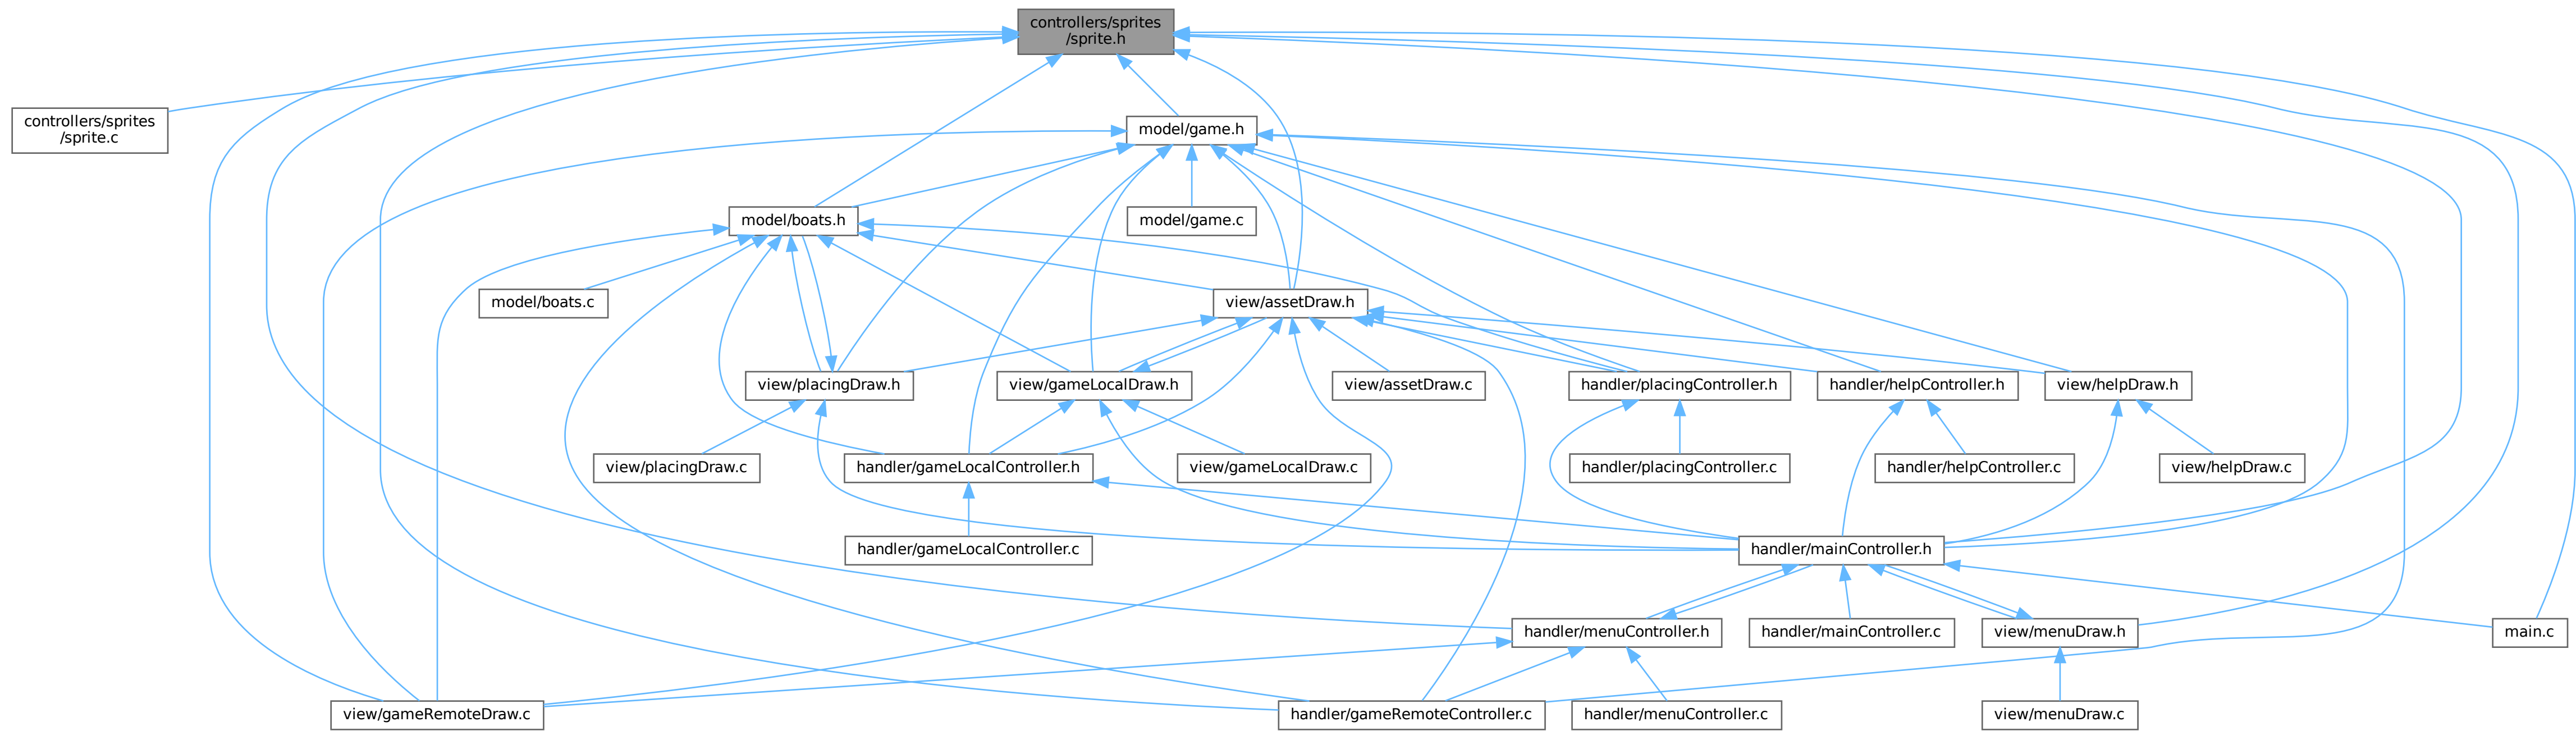 controllers/sprites
/sprite.h
controllers/sprites
/sprite.c
model/game.h
model/boats.h
model/game.c
model/boats.c
view/assetDraw.h
view/placingDraw.h
view/gameLocalDraw.h
view/assetDraw.c
handler/placingController.h
handler/helpController.h
view/helpDraw.h
view/placingDraw.c
handler/gameLocalController.h
view/gameLocalDraw.c
handler/placingController.c
handler/helpController.c
view/helpDraw.c
handler/gameLocalController.c
handler/mainController.h
handler/menuController.h
handler/mainController.c
view/menuDraw.h
main.c
view/gameRemoteDraw.c
handler/gameRemoteController.c
handler/menuController.c
view/menuDraw.c